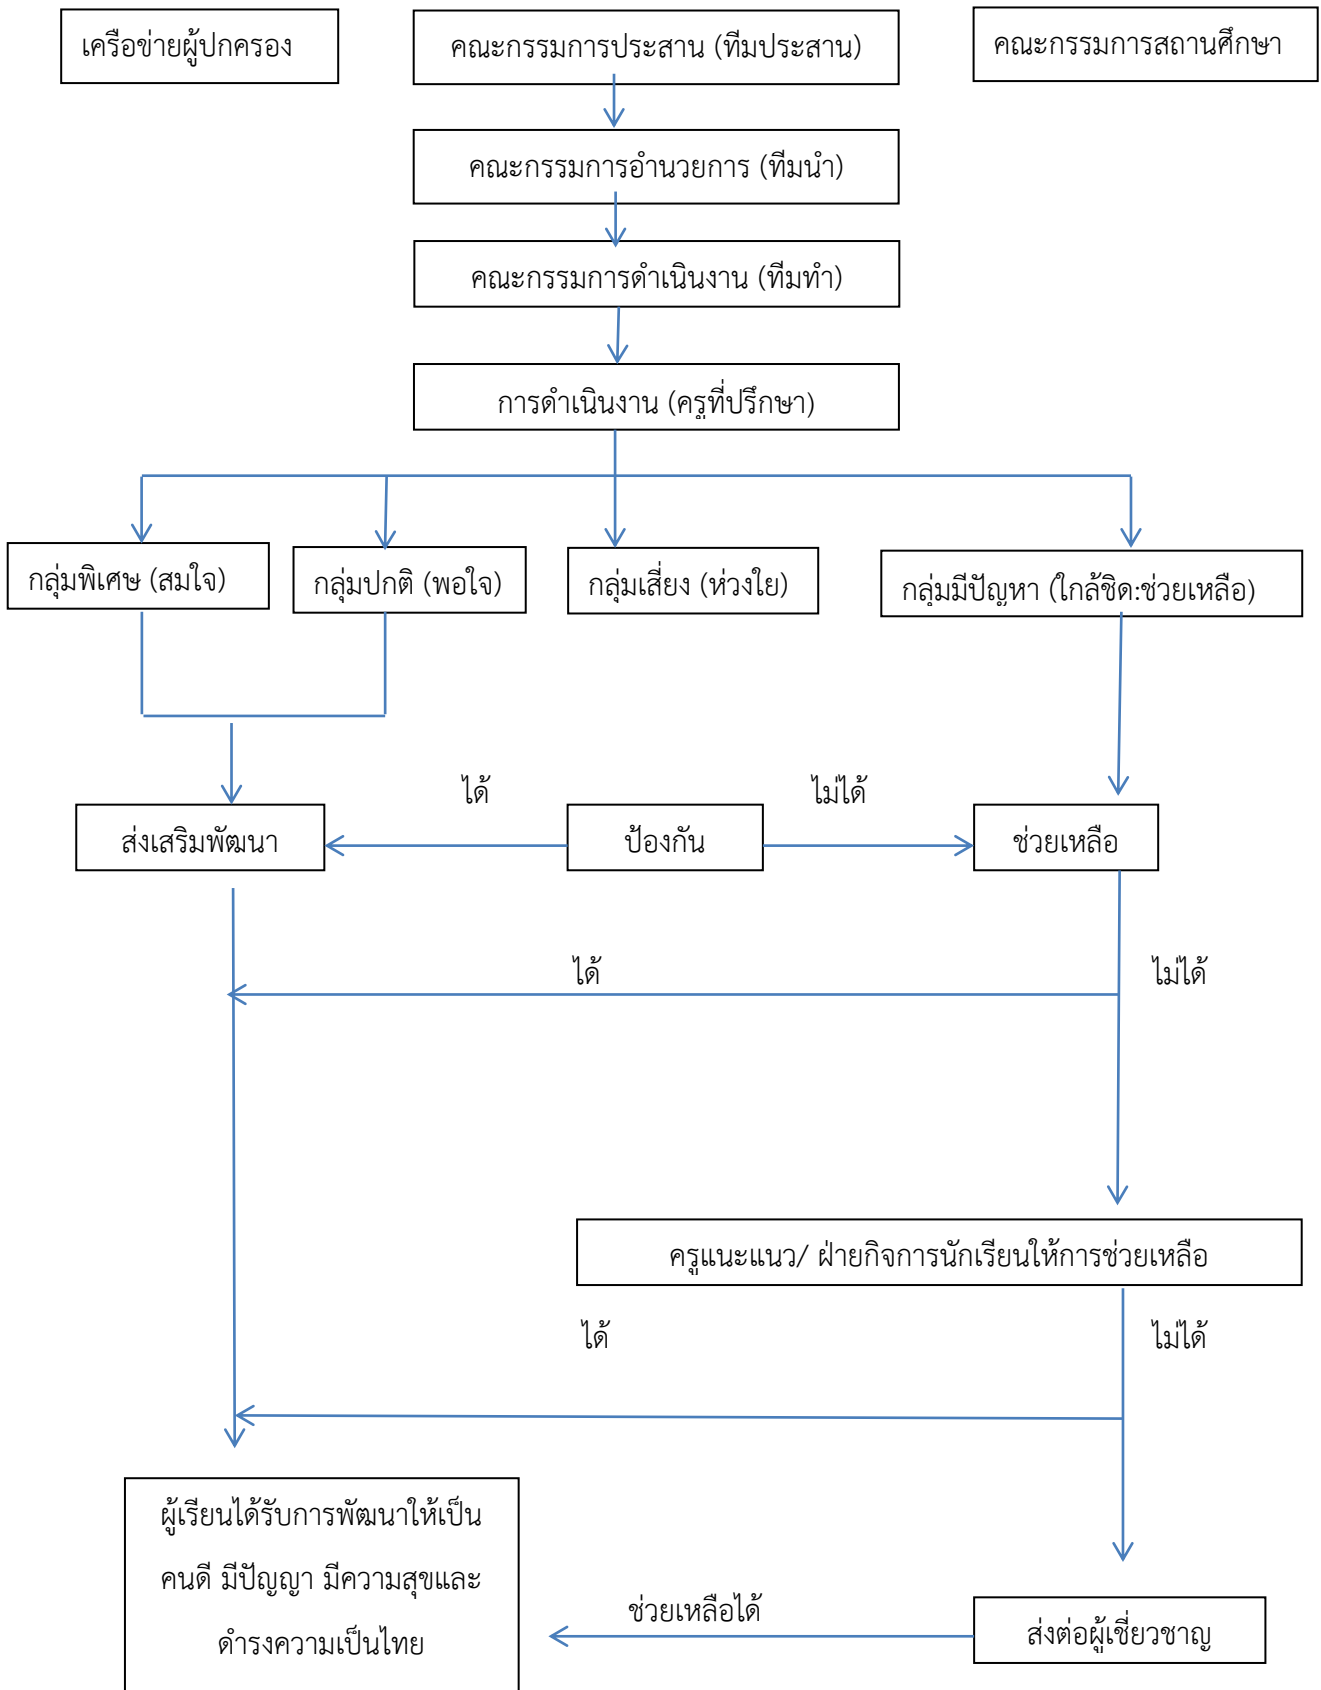 เครือข่ายผู้ปกครอง
คณะกรรมการประสาน (ทีมประสาน)
คณะกรรมการสถานศึกษา
คณะกรรมการอำนวยการ (ทีมนำ)
คณะกรรมการดำเนินงาน (ทีมทำ)
การดำเนินงาน (ครูที่ปรึกษา)
กลุ่มพิเศษ (สมใจ)
กลุ่มปกติ (พอใจ)
กลุ่มเสี่ยง (ห่วงใย)
กลุ่มมีปัญหา (ใกล้ชิด:ช่วยเหลือ)
ได้
ไม่ได้
ส่งเสริมพัฒนา
ป้องกัน
ช่วยเหลือ
ได้
ไม่ได้
ครูแนะแนว/ ฝ่ายกิจการนักเรียนให้การช่วยเหลือ
ได้
ไม่ได้
ผู้เรียนได้รับการพัฒนาให้เป็น
คนดี มีปัญญา มีความสุขและ
ดำรงความเป็นไทย
ช่วยเหลือได้
ส่งต่อผู้เชี่ยวชาญ